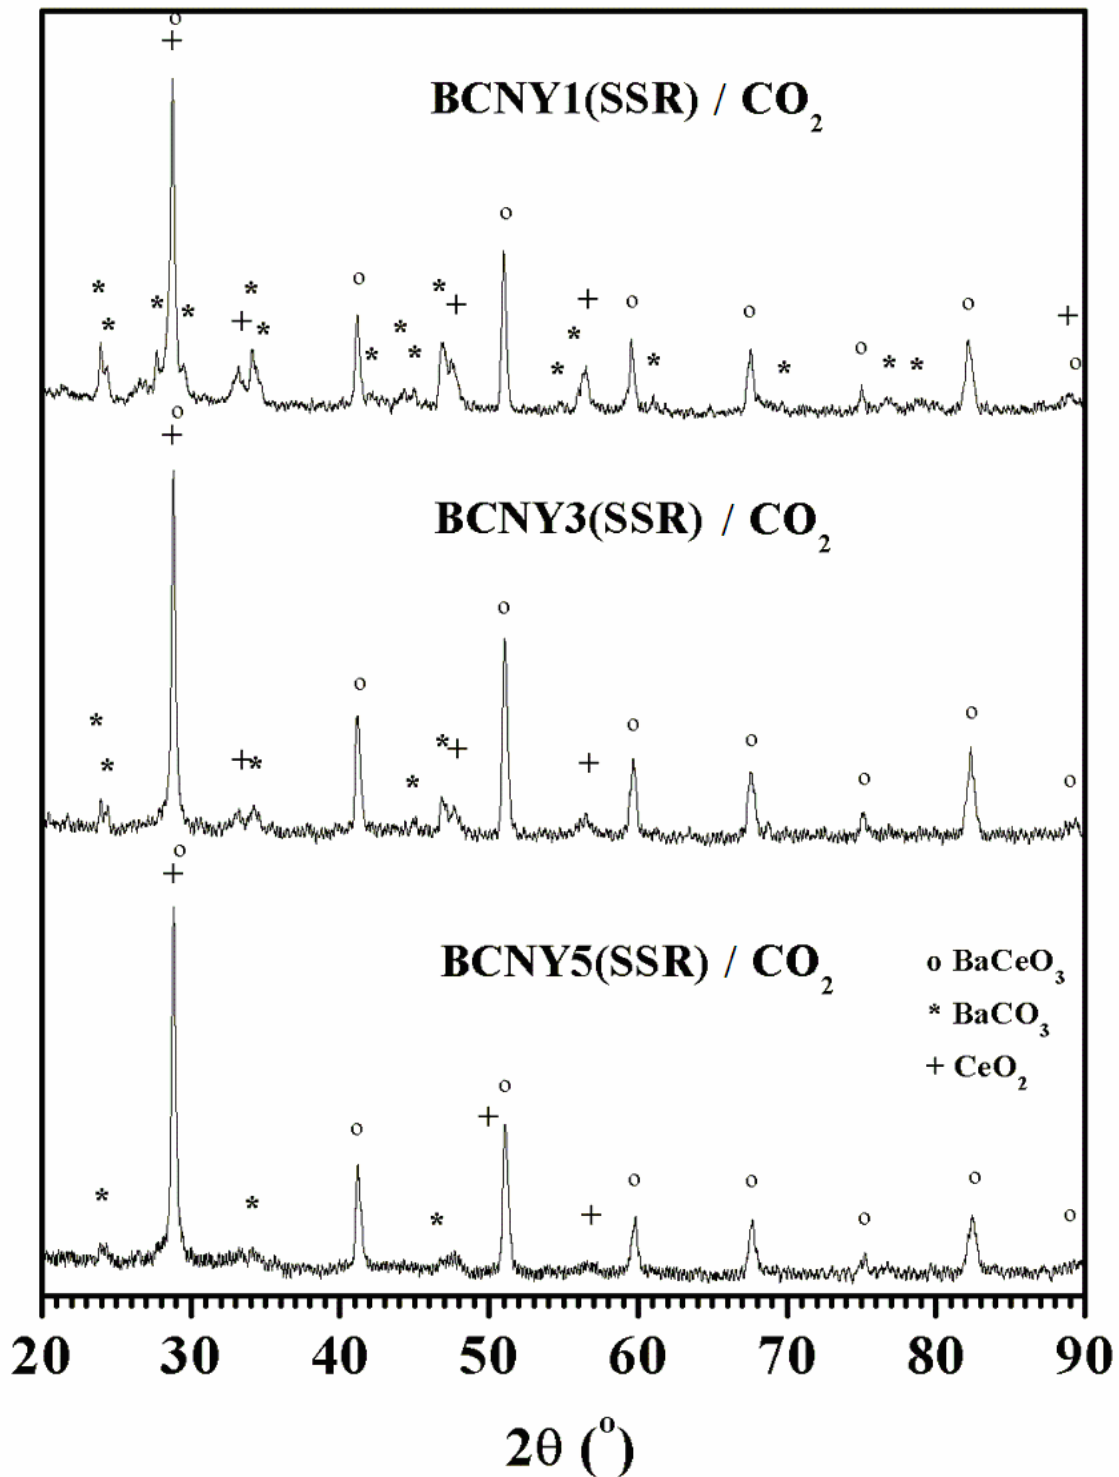 BCNY1(SSR) / CO₂
BCNY3(SSR) / CO₂
BCNY5(SSR) / CO₂
o BaCeO₃
* BaCO₃
+ CeO₂
20 30 40 50 60 70 80 90
2θ (º)